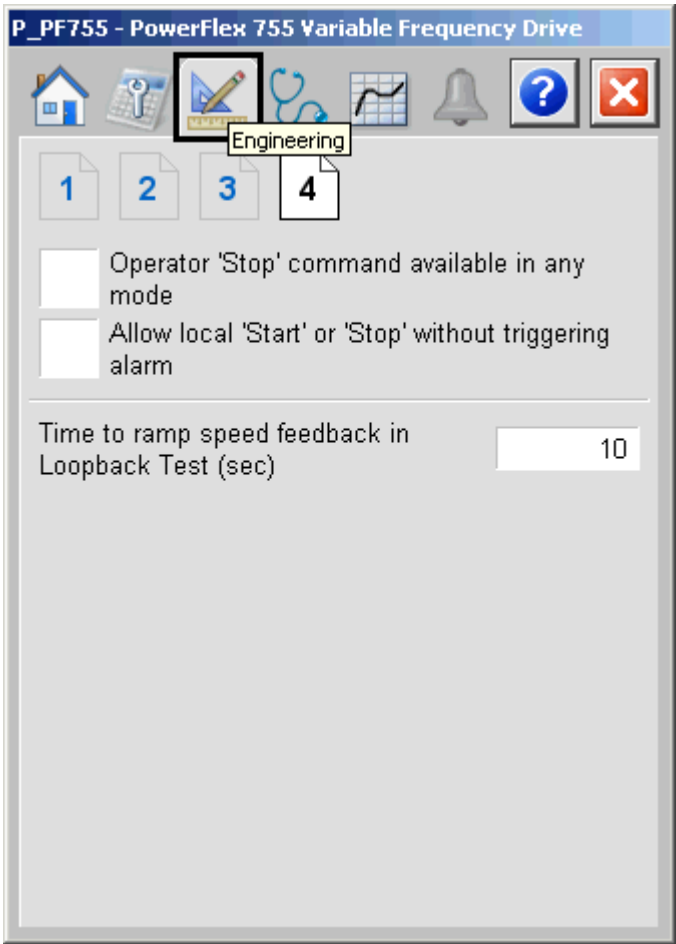 P_PF755 - PowerFlex 755 Variable Frequency Drive
?
Engineering
1 2 3 4
Operator 'Stop' command available in any
mode
Allow local 'Start' or 'Stop' without triggering
alarm
Time to ramp speed feedback in
Loopback Test (sec)
10